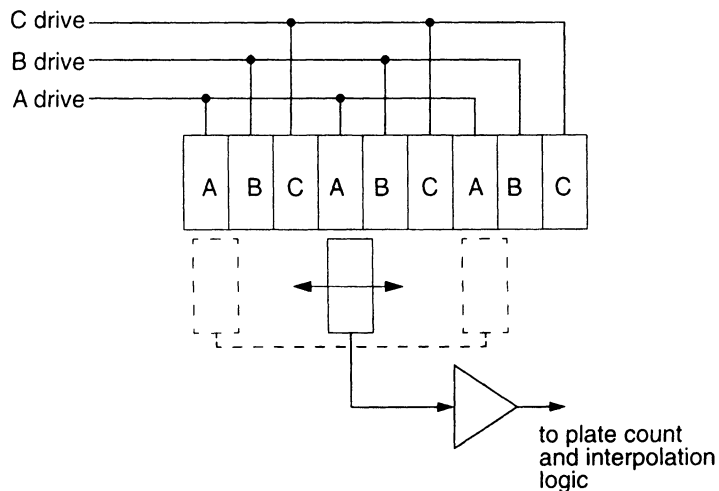 C drive
B drive
A drive
A B C A B C A B C
to plate count
and interpolation
logic